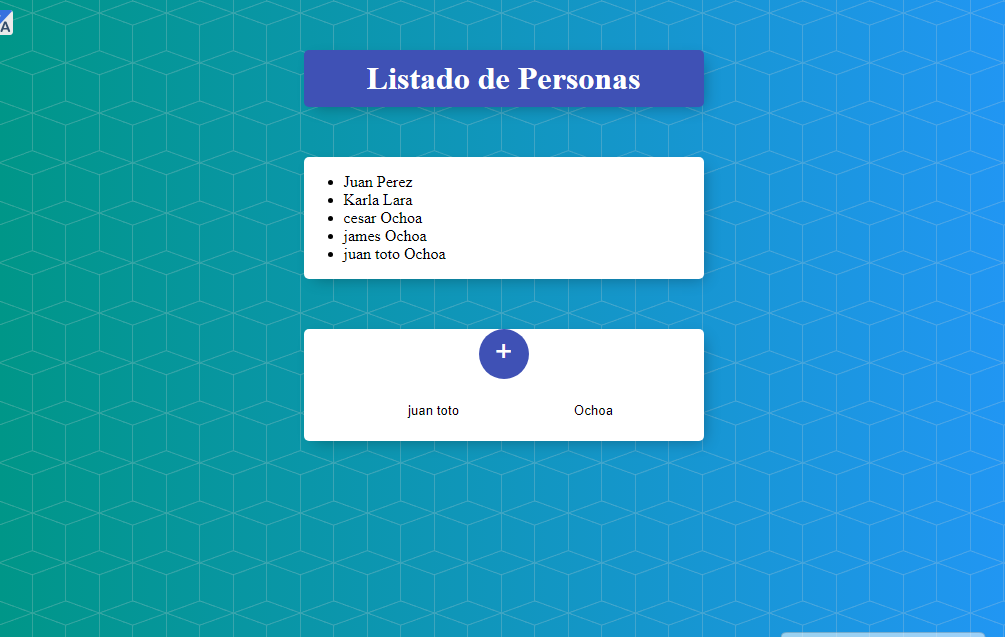 A
Listado de Personas
Juan Perez
Karla Lara
cesar Ochoa
james Ochoa
juan toto Ochoa
+
juan toto Ochoa